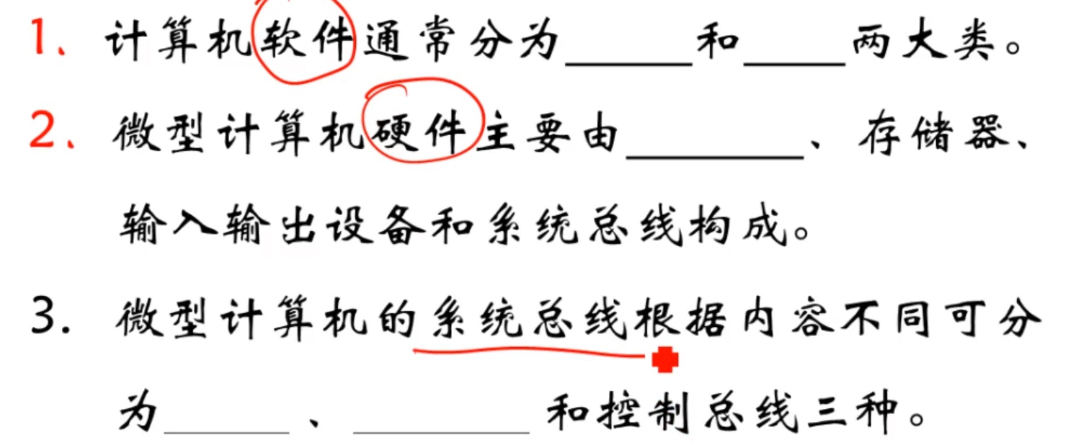 1、计算机软件通常分为_____和____两大类。
2、微型计算机硬件主要由_______、存储器、
输入输出设备和系统总线构成。
3. 微型计算机的系统总线根据内容不同可分
为_____、_______和控制总线三种。